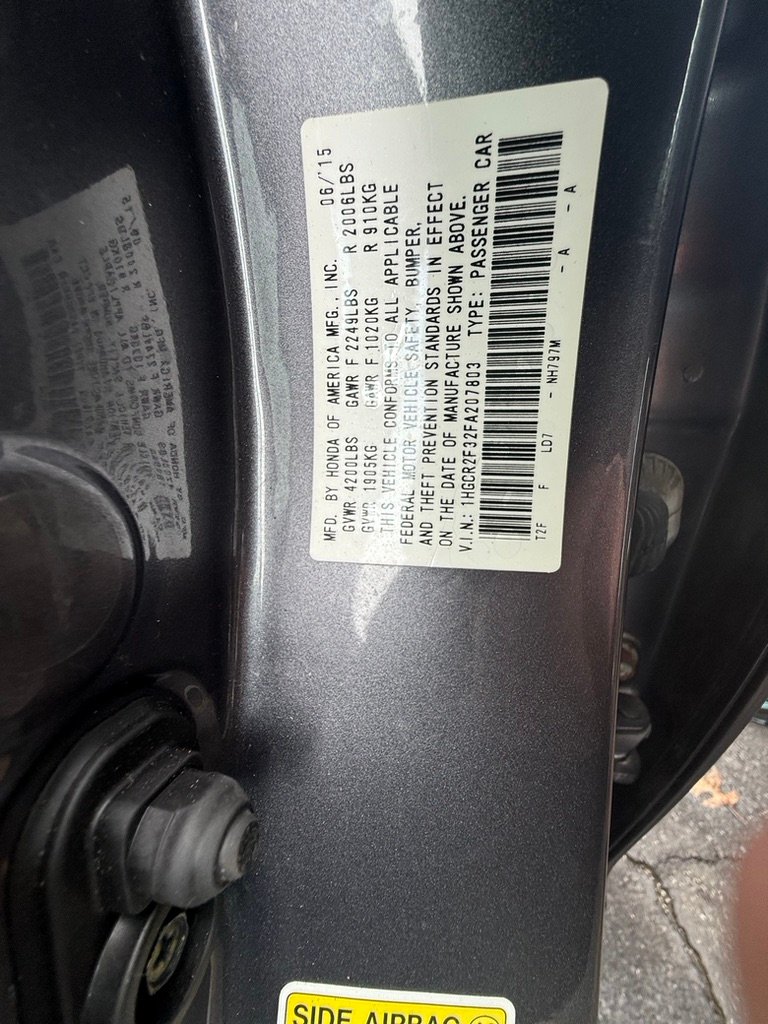 MFD. BY HONDA OF AMERICA MFG., INC. 06/'15
GVWR 4200LBS GAWR F 2249LBS R 2006LBS
GVWR 1905KG GAWR F 1020KG R 910KG
THIS VEHICLE CONFORMS TO ALL APPLICABLE
FEDERAL MOTOR VEHICLE SAFETY, BUMPER,
AND THEFT PREVENTION STANDARDS IN EFFECT
ON THE DATE OF MANUFACTURE SHOWN ABOVE.
V.I.N.: 1HGCR2F32FA207803 TYPE: PASSENGER CAR
T2F F LD7 - NH797M - A - A
SIDE AIRBAG